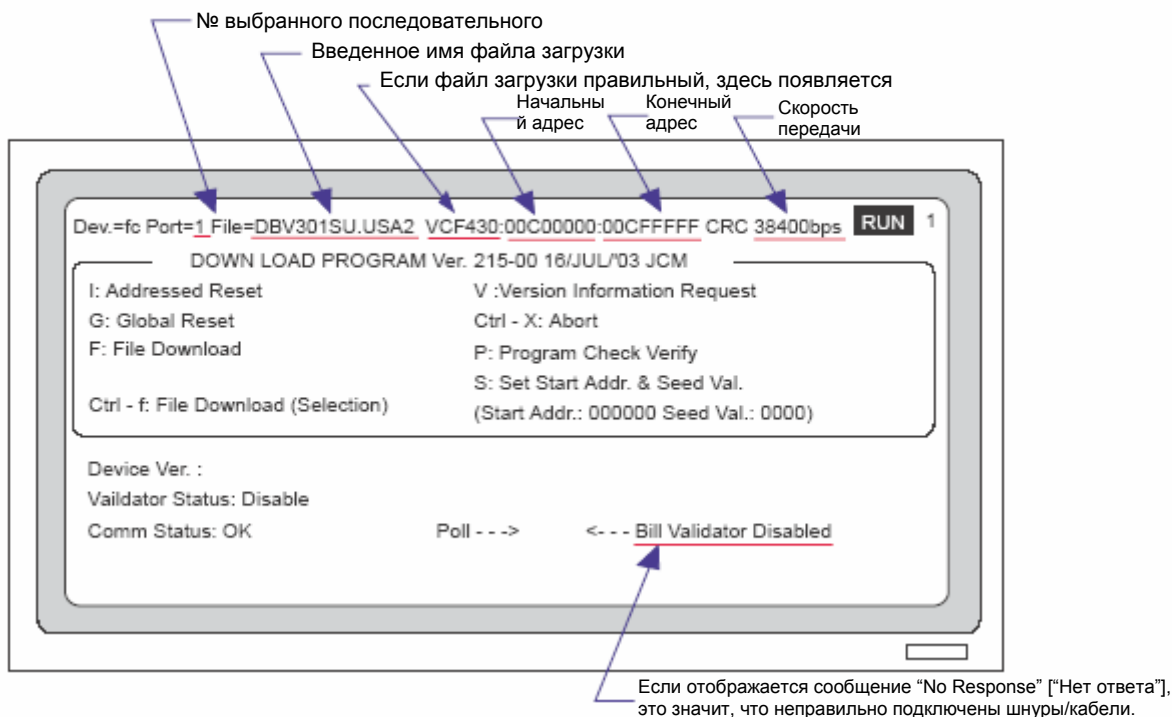 № выбранного последовательного
Введенное имя файла загрузки
Если файл загрузки правильный, здесь появляется
Начальны
й адрес
Конечный
адрес
Скорость
передачи
Dev.=fc Port=1 File=DBV301SU.USA2 VCF430:00C00000:00CFFFFF CRC 38400bps RUN 1
DOWN LOAD PROGRAM Ver. 215-00 16/JUL/'03 JCM
I: Addressed Reset
V :Version Information Request
G: Global Reset
Ctrl - X: Abort
F: File Download
P: Program Check Verify
S: Set Start Addr. & Seed Val.
Ctrl - f: File Download (Selection)
(Start Addr.: 000000 Seed Val.: 0000)
Device Ver. :
Vaildator Status: Disable
Comm Status: OK Poll - - -> <- - - Bill Validator Disabled
Если отображается сообщение “No Response” [“Нет ответа”],
это значит, что неправильно подключены шнуры/кабели.